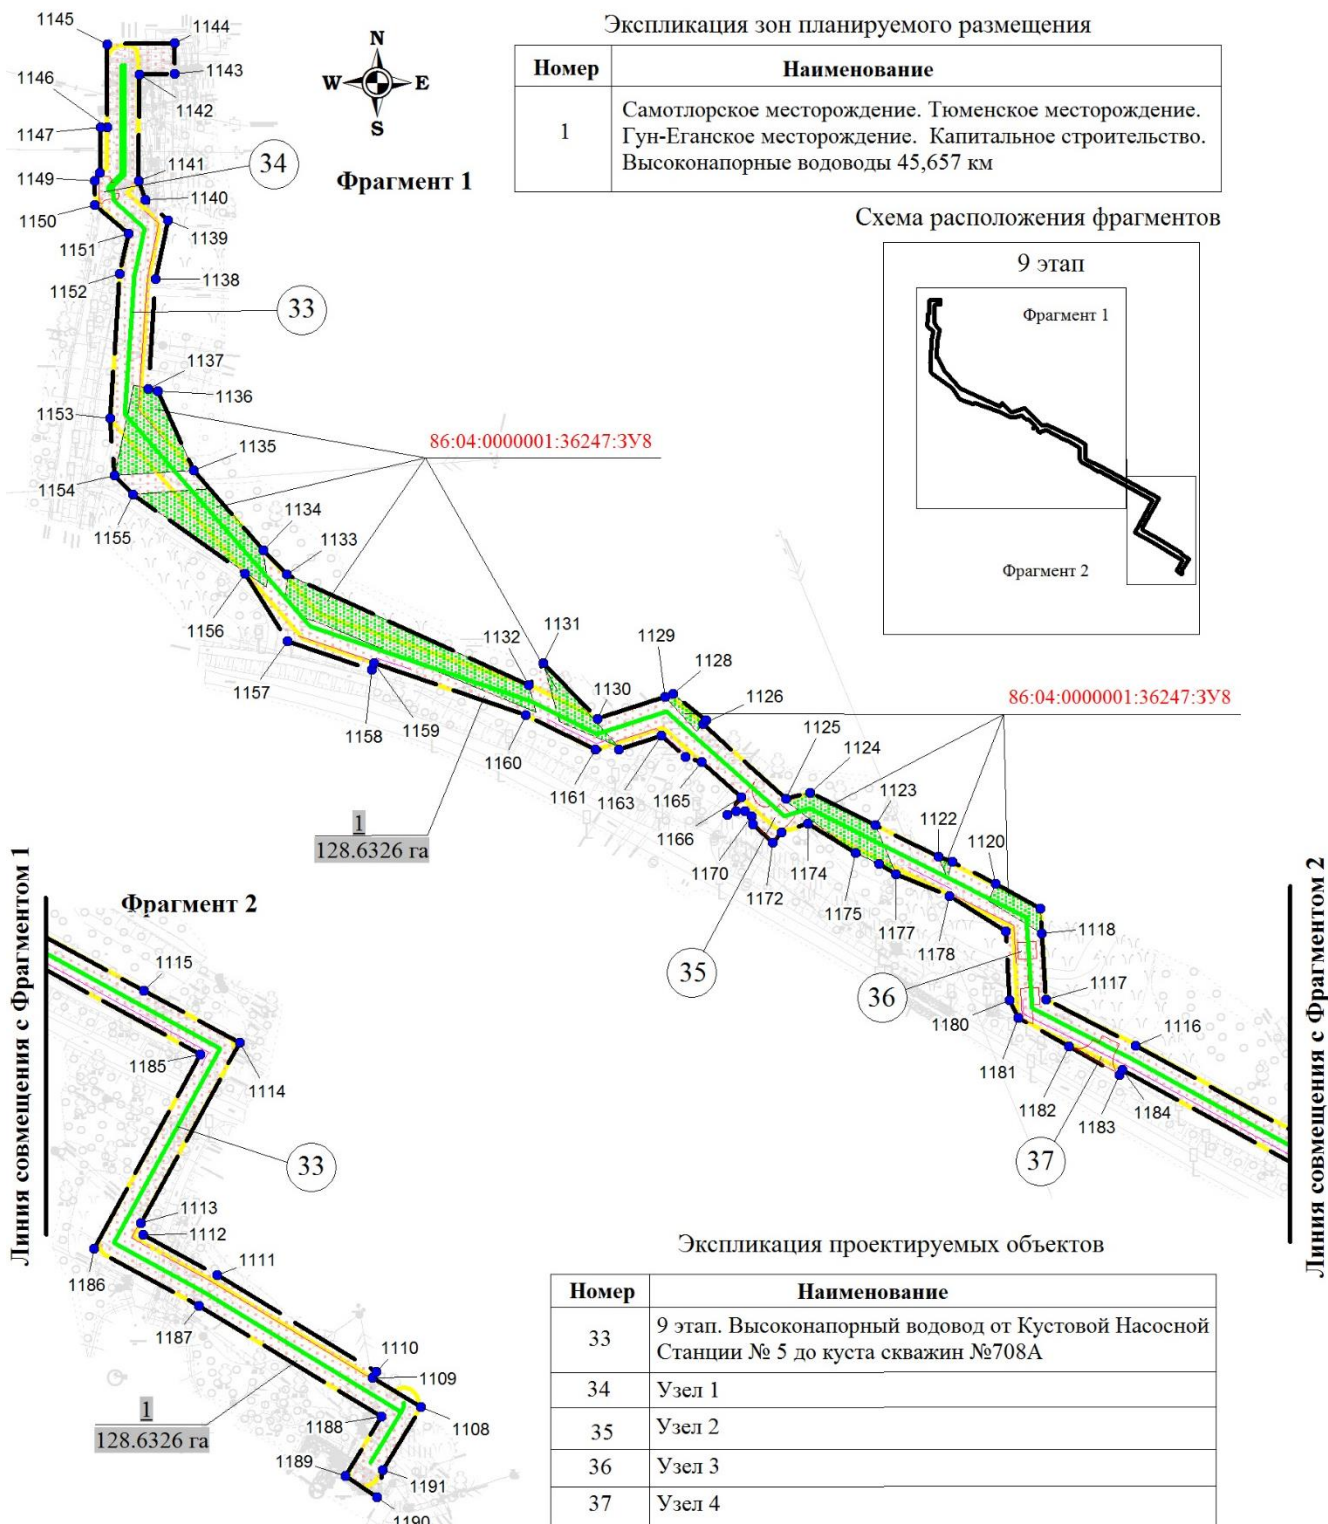 Экспликация зон планируемого размещения
Номер
Наименование
1
Самотлорское месторождение. Тюменское месторождение.
Гун-Еганское месторождение. Капитальное строительство.
Высоконапорные водоводы 45,657 км
N
W
E
S
Фрагмент 1
Схема расположения фрагментов
9 этап
Фрагмент 1
Фрагмент 2
1145
1144
1146
1143
1147
1142
1149
1141
34
1150
1140
1151
1139
1152
1138
33
1137
1136
1153
86:04:0000001:36247:ЗУ8
1135
1154
1134
1155
1133
1156
1132
1131
1129
1128
1157
1130
1126
86:04:0000001:36247:ЗУ8
1158
1159
1160
1125
1124
1161
1163
1165
1123
1166
1122
1120
1
128.6326 га
1170
1172
1174
1175
1177
1178
1118
35
36
1117
1180
1116
1181
1182
1183
1184
37
Линия совмещения с Фрагментом 2
Фрагмент 2
Линия совмещения с Фрагментом 1
1115
1185
1114
33
1113
1112
1111
1186
1187
1110
1109
1108
1
128.6326 га
1188
1189
1191
1190
Экспликация проектируемых объектов
Номер
Наименование
33
9 этап. Высоконапорный водовод от Кустовой Насосной
Станции № 5 до куста скважин №708А
34
Узел 1
35
Узел 2
36
Узел 3
37
Узел 4